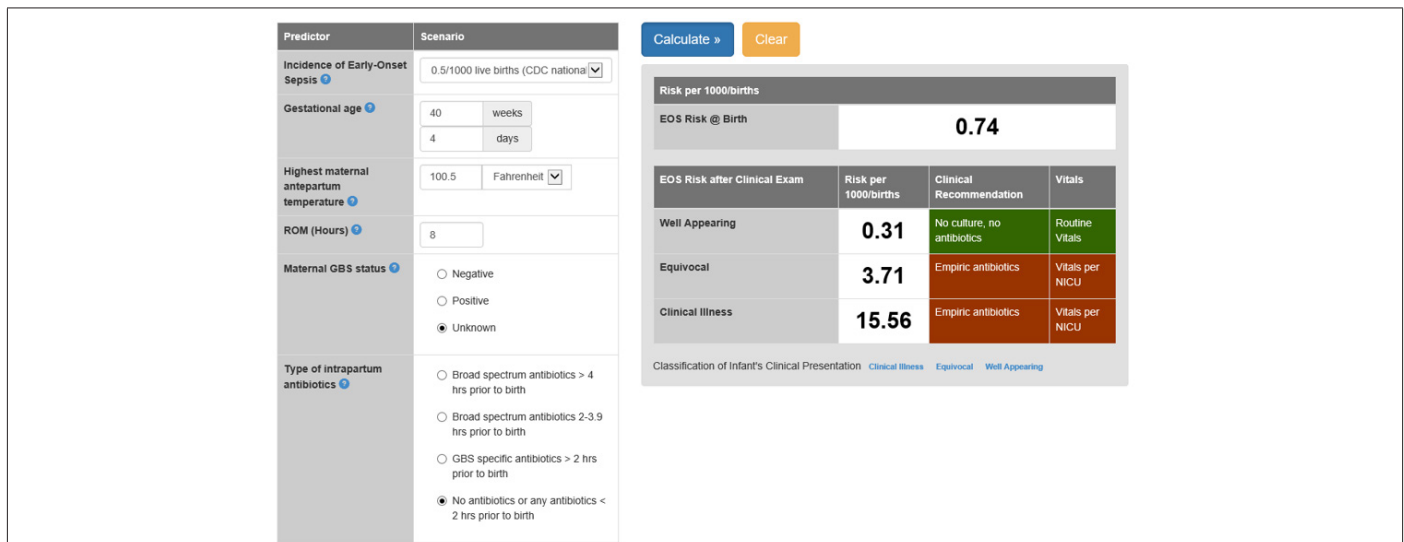 Predictor
Scenario
Incidence of Early-Onset
Sepsis ?
0.5/1000 live births (CDC national
Gestational age ?
40
weeks
4
days
Highest maternal
antepartum
temperature ?
100.5
Fahrenheit
ROM (Hours) ?
8
Maternal GBS status ?
Negative
Positive
Unknown
Type of intrapartum
antibiotics ?
Broad spectrum antibiotics > 4
hrs prior to birth
Broad spectrum antibiotics 2-3.9
hrs prior to birth
GBS specific antibiotics > 2 hrs
prior to birth
No antibiotics or any antibiotics <
2 hrs prior to birth
Calculate »
Clear
Risk per 1000/births
EOS Risk @ Birth
0.74
EOS Risk after Clinical Exam
Risk per
1000/births
Clinical
Recommendation
Vitals
Well Appearing
0.31
No culture, no
antibiotics
Routine
Vitals
Equivocal
3.71
Empiric antibiotics
Vitals per
NICU
Clinical Illness
15.56
Empiric antibiotics
Vitals per
NICU
Classification of Infant's Clinical Presentation Clinical Illness Equivocal Well Appearing